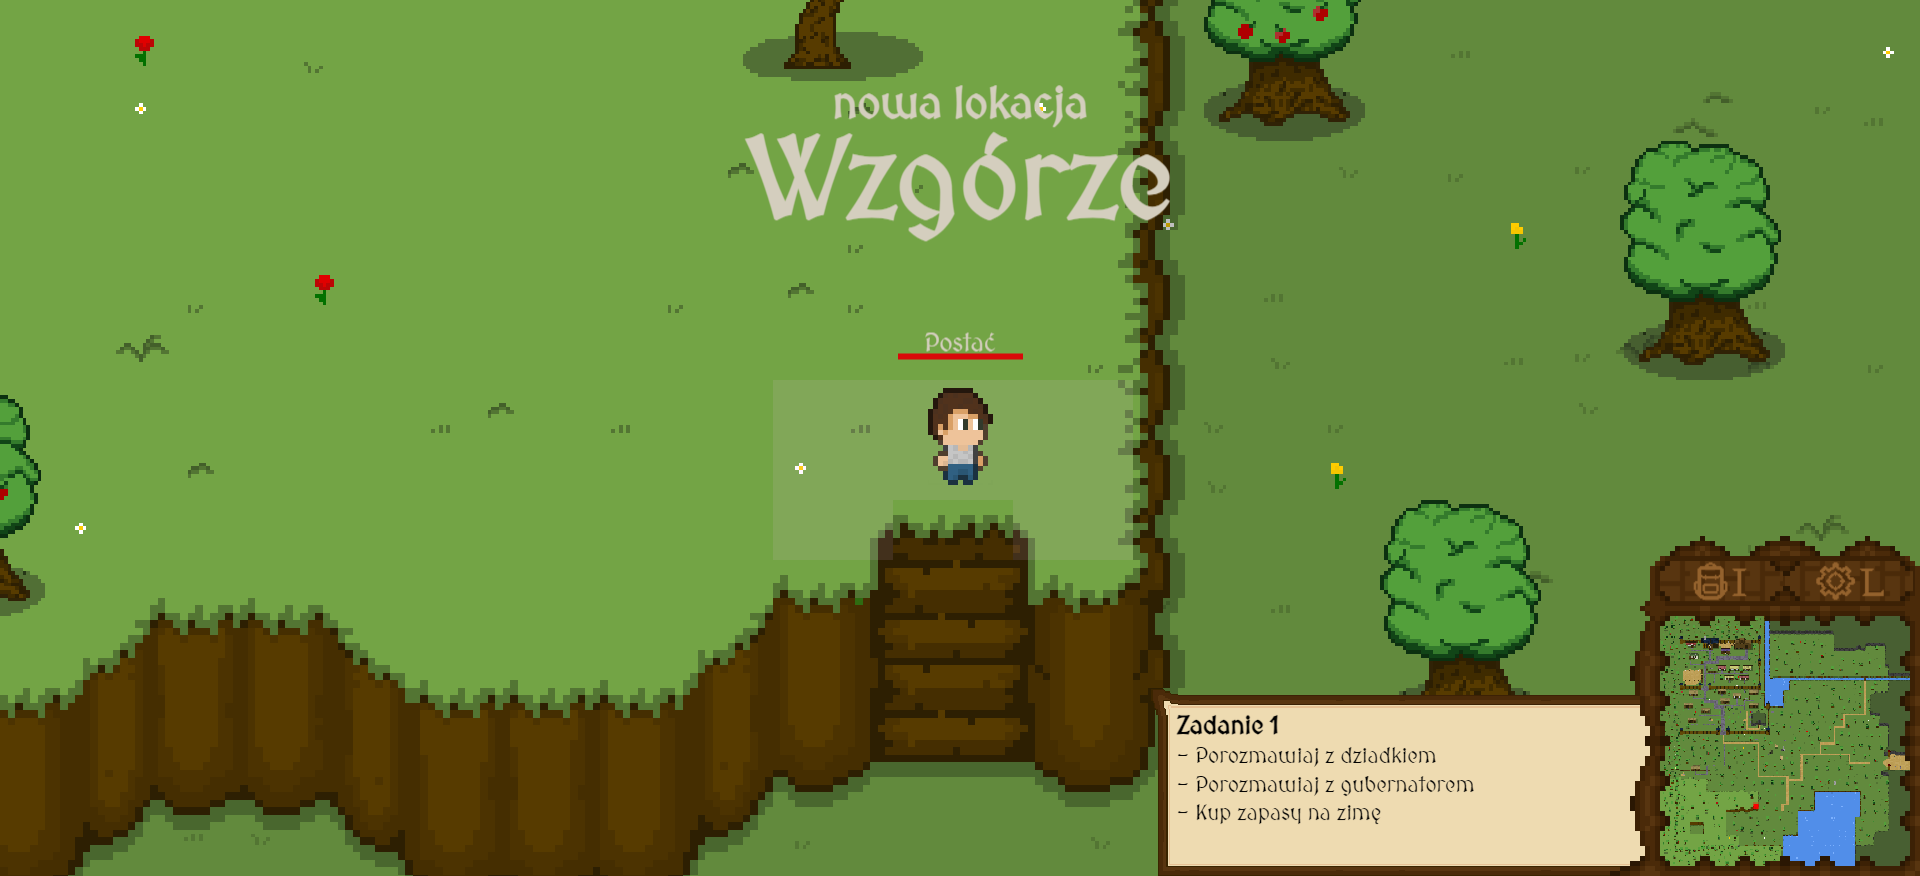 nowa lokacja
Wzgórze
Postać
I
L
Zadanie 1
- Porozmawiaj z dziadkiem
- Porozmawiaj z gubernatorem
- Kup zapasy na zimę